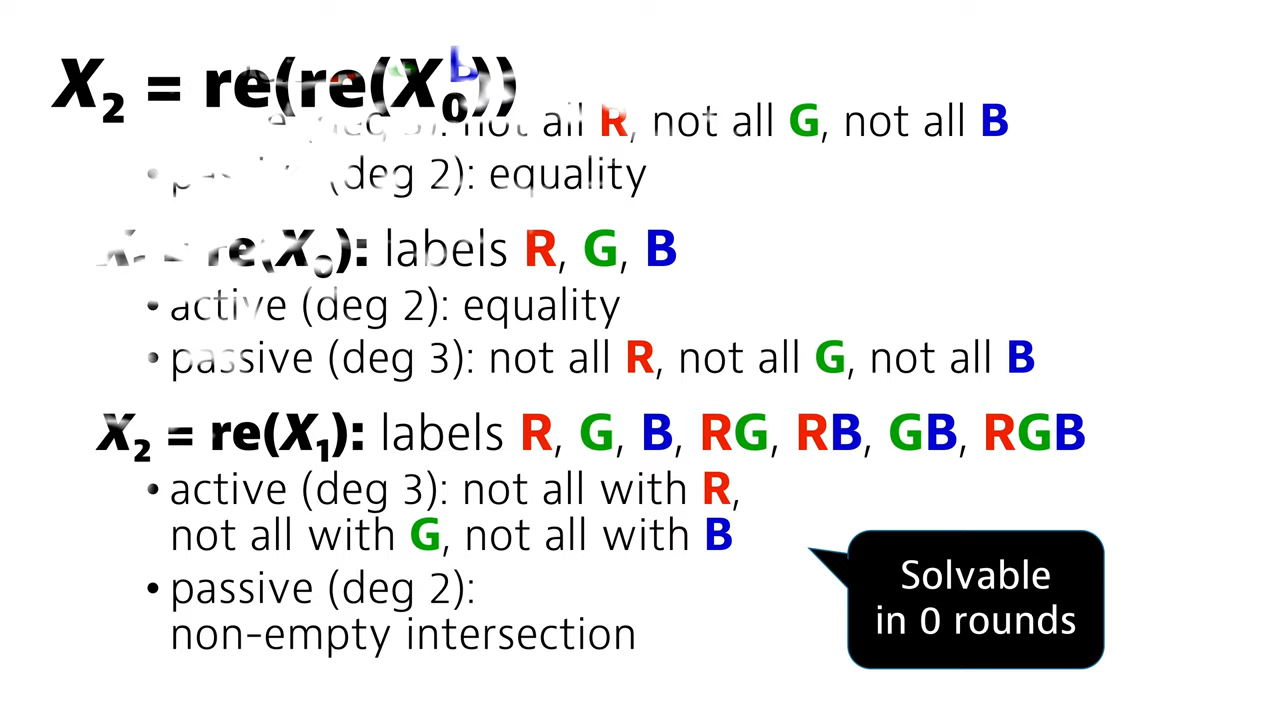 X₂ = re(re(X₀))
not all R, not all G, not all B
• passive (deg 2): equality
X₁ = re(X₀): labels R, G, B
• active (deg 2): equality
• passive (deg 3): not all R, not all G, not all B
X₂ = re(X₁): labels R, G, B, RG, RB, GB, RGB
• active (deg 3): not all with R,
not all with G, not all with B
• passive (deg 2):
non-empty intersection
Solvable
in 0 rounds